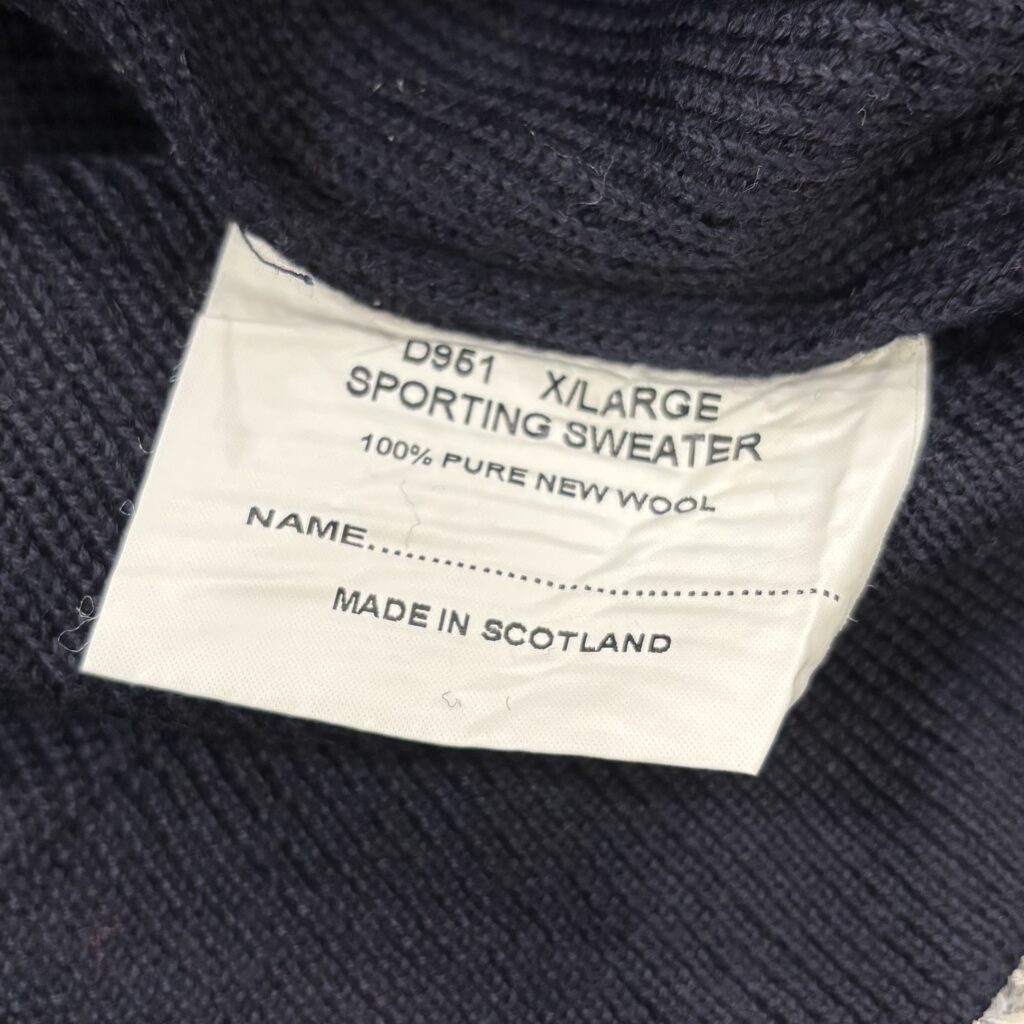 D951 X/LARGE
SPORTING SWEATER
100% PURE NEW WOOL
NAME........................................
MADE IN SCOTLAND